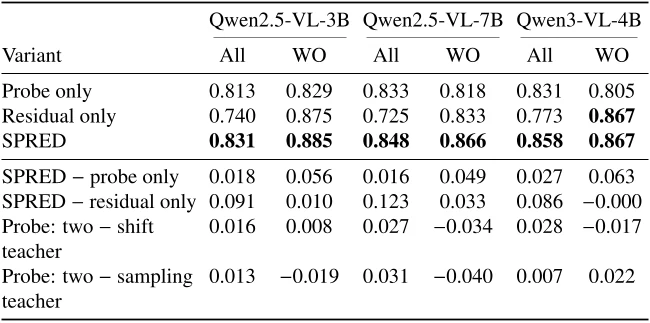 Qwen2.5-VL-3B Qwen2.5-VL-7B Qwen3-VL-4B
Variant All WO All WO All WO
Probe only 0.813 0.829 0.833 0.818 0.831 0.805
Residual only 0.740 0.875 0.725 0.833 0.773 0.867
SPRED 0.831 0.885 0.848 0.866 0.858 0.867
SPRED − probe only 0.018 0.056 0.016 0.049 0.027 0.063
SPRED − residual only 0.091 0.010 0.123 0.033 0.086 −0.000
Probe: two − shift 0.016 0.008 0.027 −0.034 0.028 −0.017
teacher
Probe: two − sampling 0.013 −0.019 0.031 −0.040 0.007 0.022
teacher